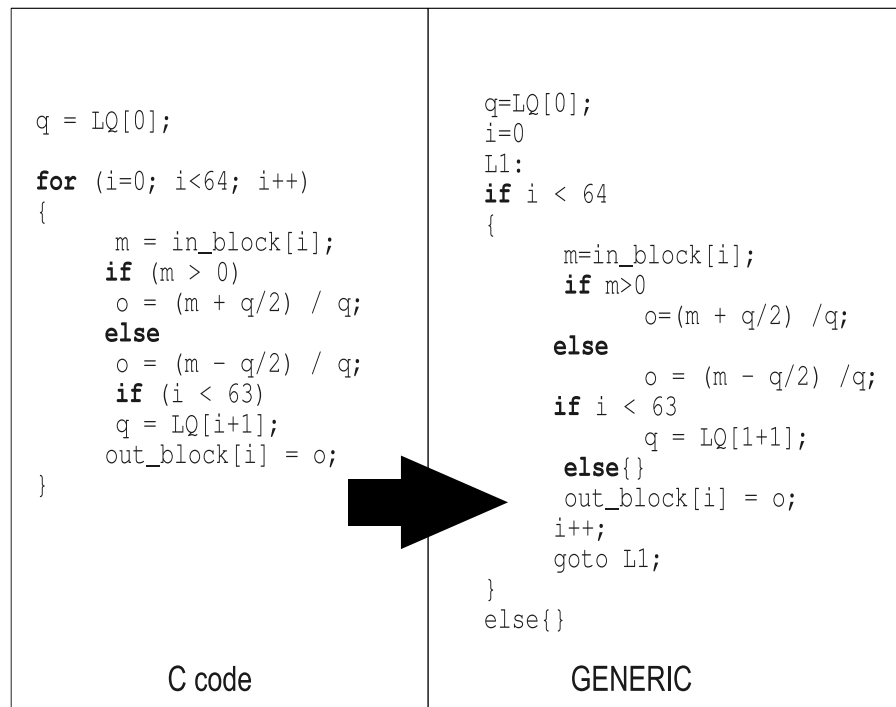 q = LQ[0];
for (i=0; i<64; i++)
{
m = in_block[i];
if (m > 0)
o = (m + q/2) / q;
else
o = (m − q/2) / q;
if (i < 63)
q = LQ[i+1];
out_block[i] = o;
}
C code
q=LQ[0];
i=0
L1:
if i < 64
{
m=in_block[i];
if m>0
o=(m + q/2) /q;
else
o = (m − q/2) /q;
if i < 63
q = LQ[1+1];
else{}
out_block[i] = o;
i++;
goto L1;
}
else{}
GENERIC